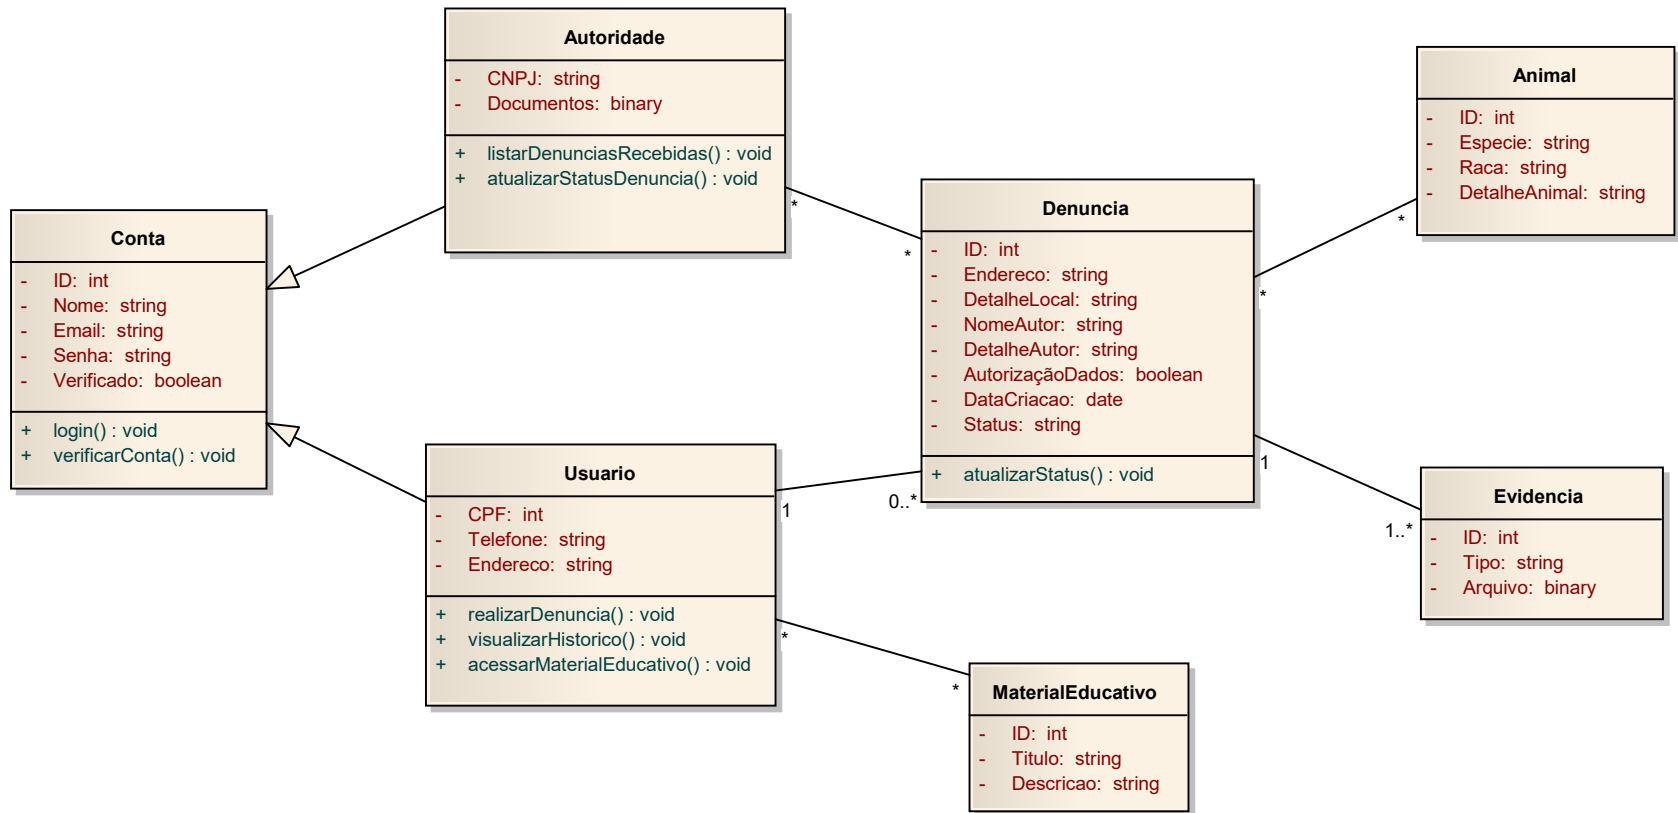 Autoridade
- CNPJ: string
- Documentos: binary
+ listarDenunciasRecebidas() : void
+ atualizarStatusDenuncia() : void
*
*
Animal
- ID: int
- Especie: string
- Raca: string
- DetalheAnimal: string
*
*
Conta
- ID: int
- Nome: string
- Email: string
- Senha: string
- Verificado: boolean
+ login() : void
+ verificarConta() : void
Denuncia
- ID: int
- Endereco: string
- DetalheLocal: string
- NomeAutor: string
- DetalheAutor: string
- AutorizaçãoDados: boolean
- DataCriacao: date
- Status: string
+ atualizarStatus() : void
1
0..*
1
1..*
Usuario
- CPF: int
- Telefone: string
- Endereco: string
+ realizarDenuncia() : void
+ visualizarHistorico() : void
+ acessarMaterialEducativo() : void
*
*
Evidencia
- ID: int
- Tipo: string
- Arquivo: binary
MaterialEducativo
- ID: int
- Titulo: string
- Descricao: string